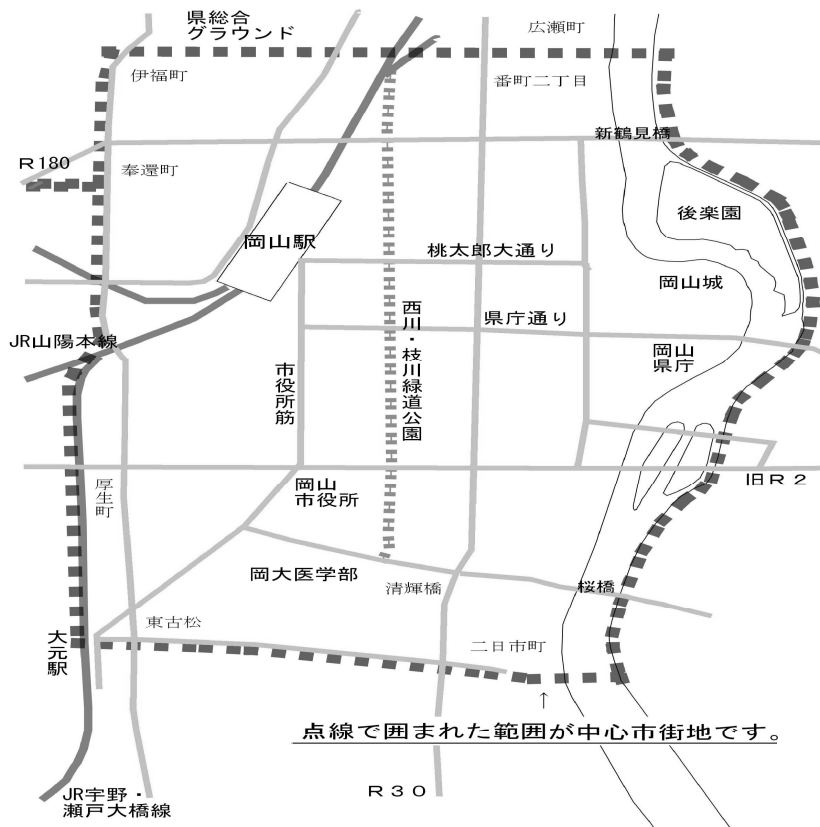 県総合
グラウンド
広瀬町
伊福町
番町二丁目
新鶴見橋
R180
奉還町
後楽園
岡山駅
桃太郎大通り
岡山城
西川・枝川緑道公園
県庁通り
JR山陽本線
岡山
県庁
市役所筋
岡山
市役所
旧R2
厚生町
岡大医学部
清輝橋
桜橋
東古松
大元駅
二日市町
↑
点線で囲まれた範囲が中心市街地です。
JR宇野・
瀬戸大橋線
R30